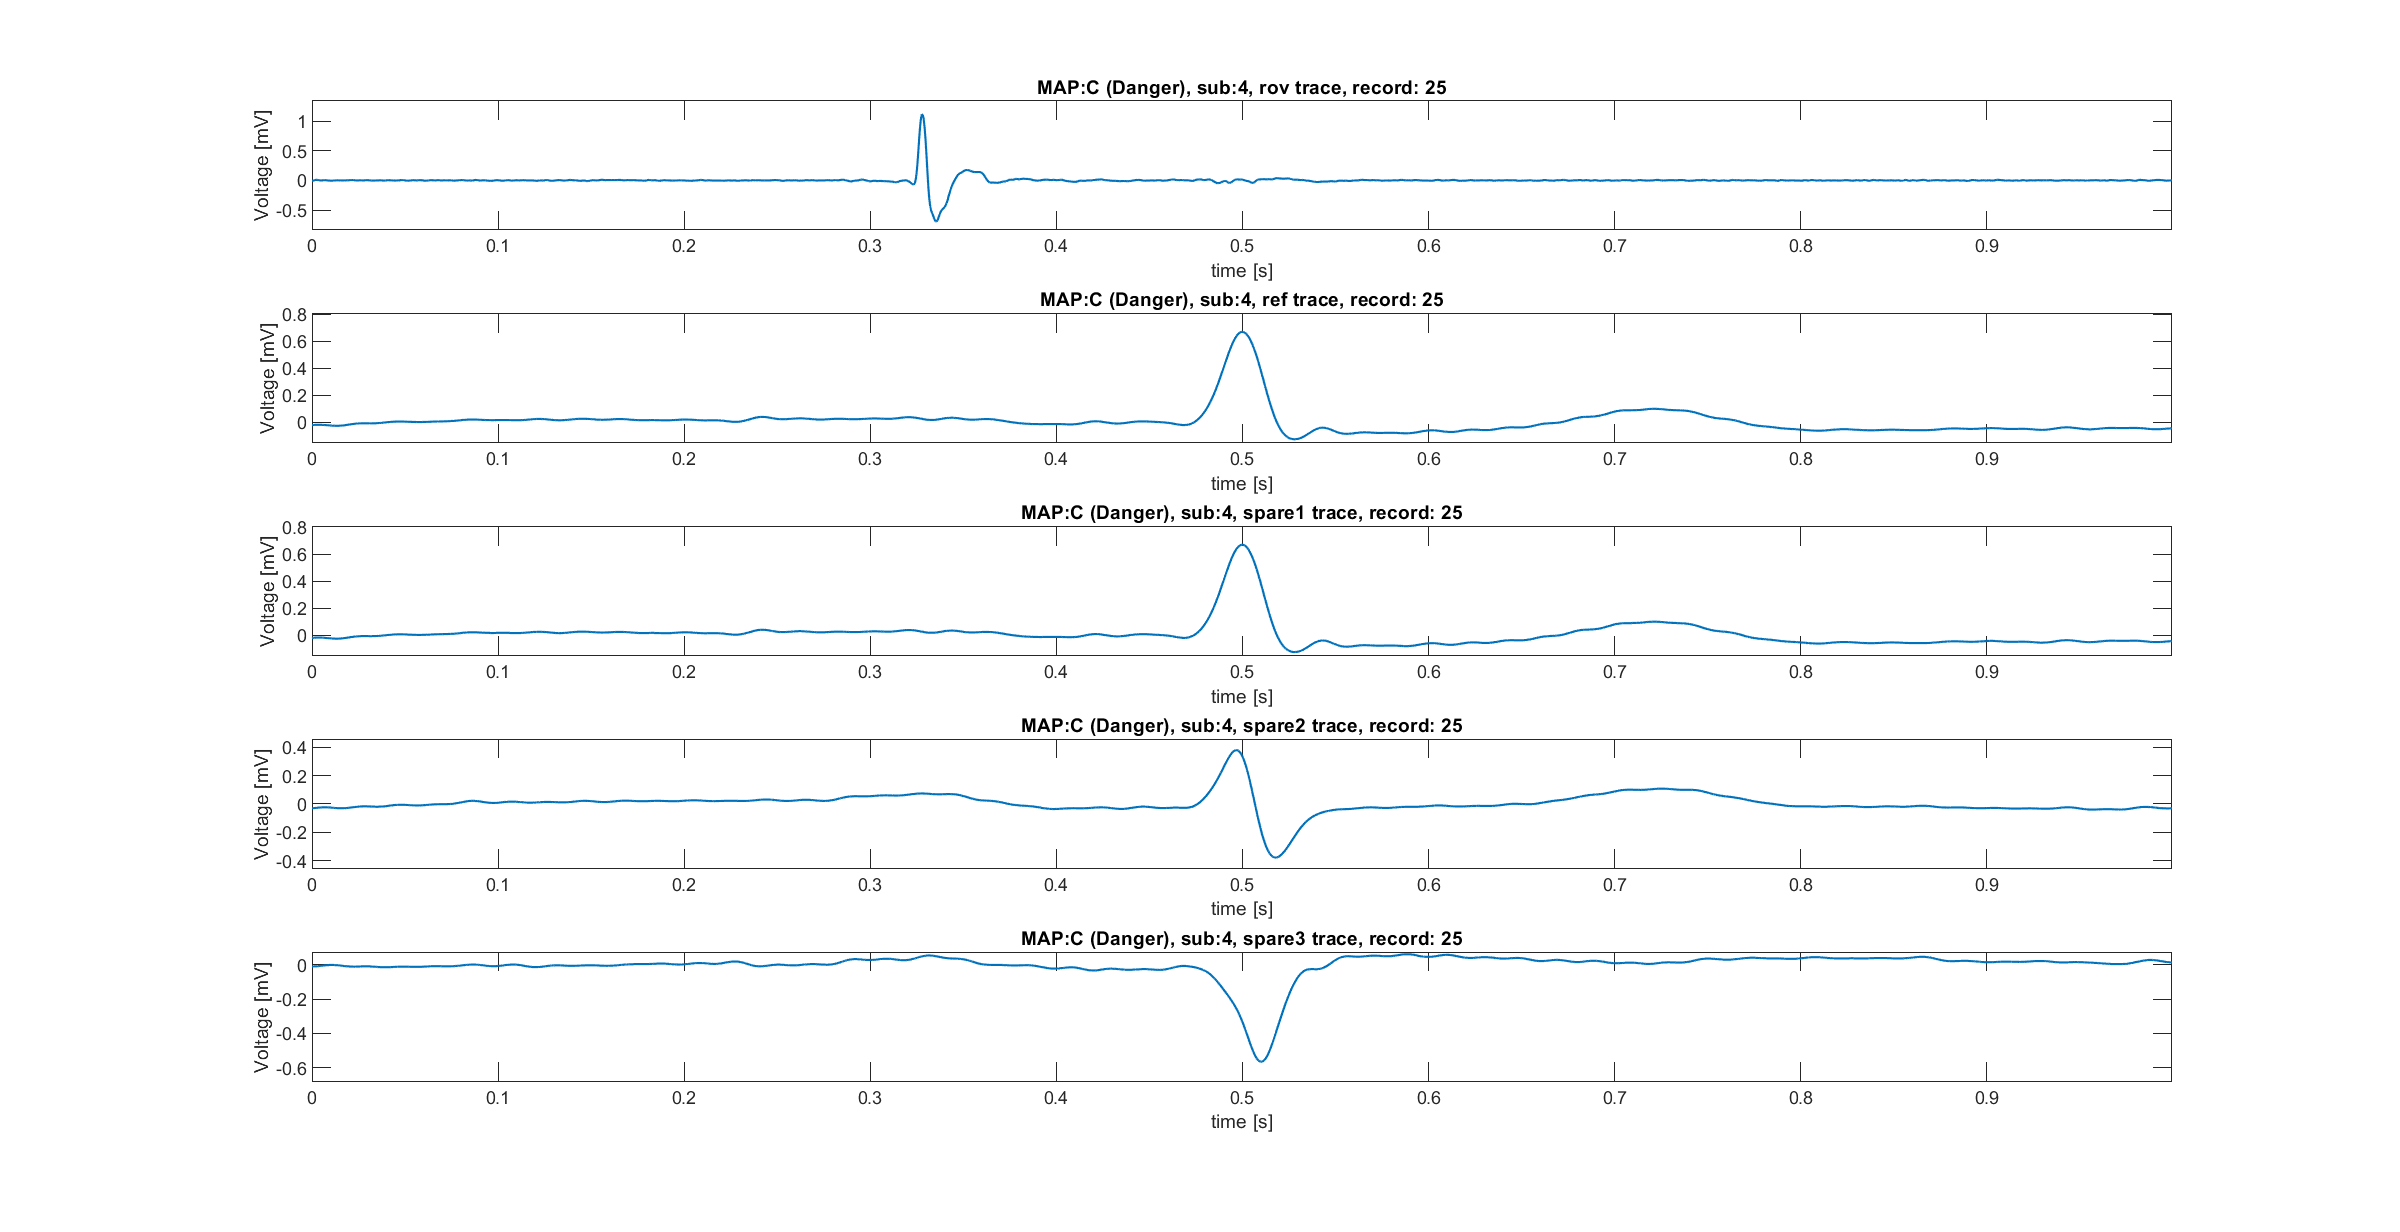 MAP:C (Danger), sub:4, rov trace, record: 25
Voltage [mV]
1
0.5
0
-0.5
0 0.1 0.2 0.3 0.4 0.5 0.6 0.7 0.8 0.9
time [s]
MAP:C (Danger), sub:4, ref trace, record: 25
Voltage [mV]
0.8
0.6
0.4
0.2
0
0 0.1 0.2 0.3 0.4 0.5 0.6 0.7 0.8 0.9
time [s]
MAP:C (Danger), sub:4, spare1 trace, record: 25
Voltage [mV]
0.8
0.6
0.4
0.2
0
0 0.1 0.2 0.3 0.4 0.5 0.6 0.7 0.8 0.9
time [s]
MAP:C (Danger), sub:4, spare2 trace, record: 25
Voltage [mV]
0.4
0.2
0
-0.2
-0.4
0 0.1 0.2 0.3 0.4 0.5 0.6 0.7 0.8 0.9
time [s]
MAP:C (Danger), sub:4, spare3 trace, record: 25
Voltage [mV]
0
-0.2
-0.4
-0.6
0 0.1 0.2 0.3 0.4 0.5 0.6 0.7 0.8 0.9
time [s]